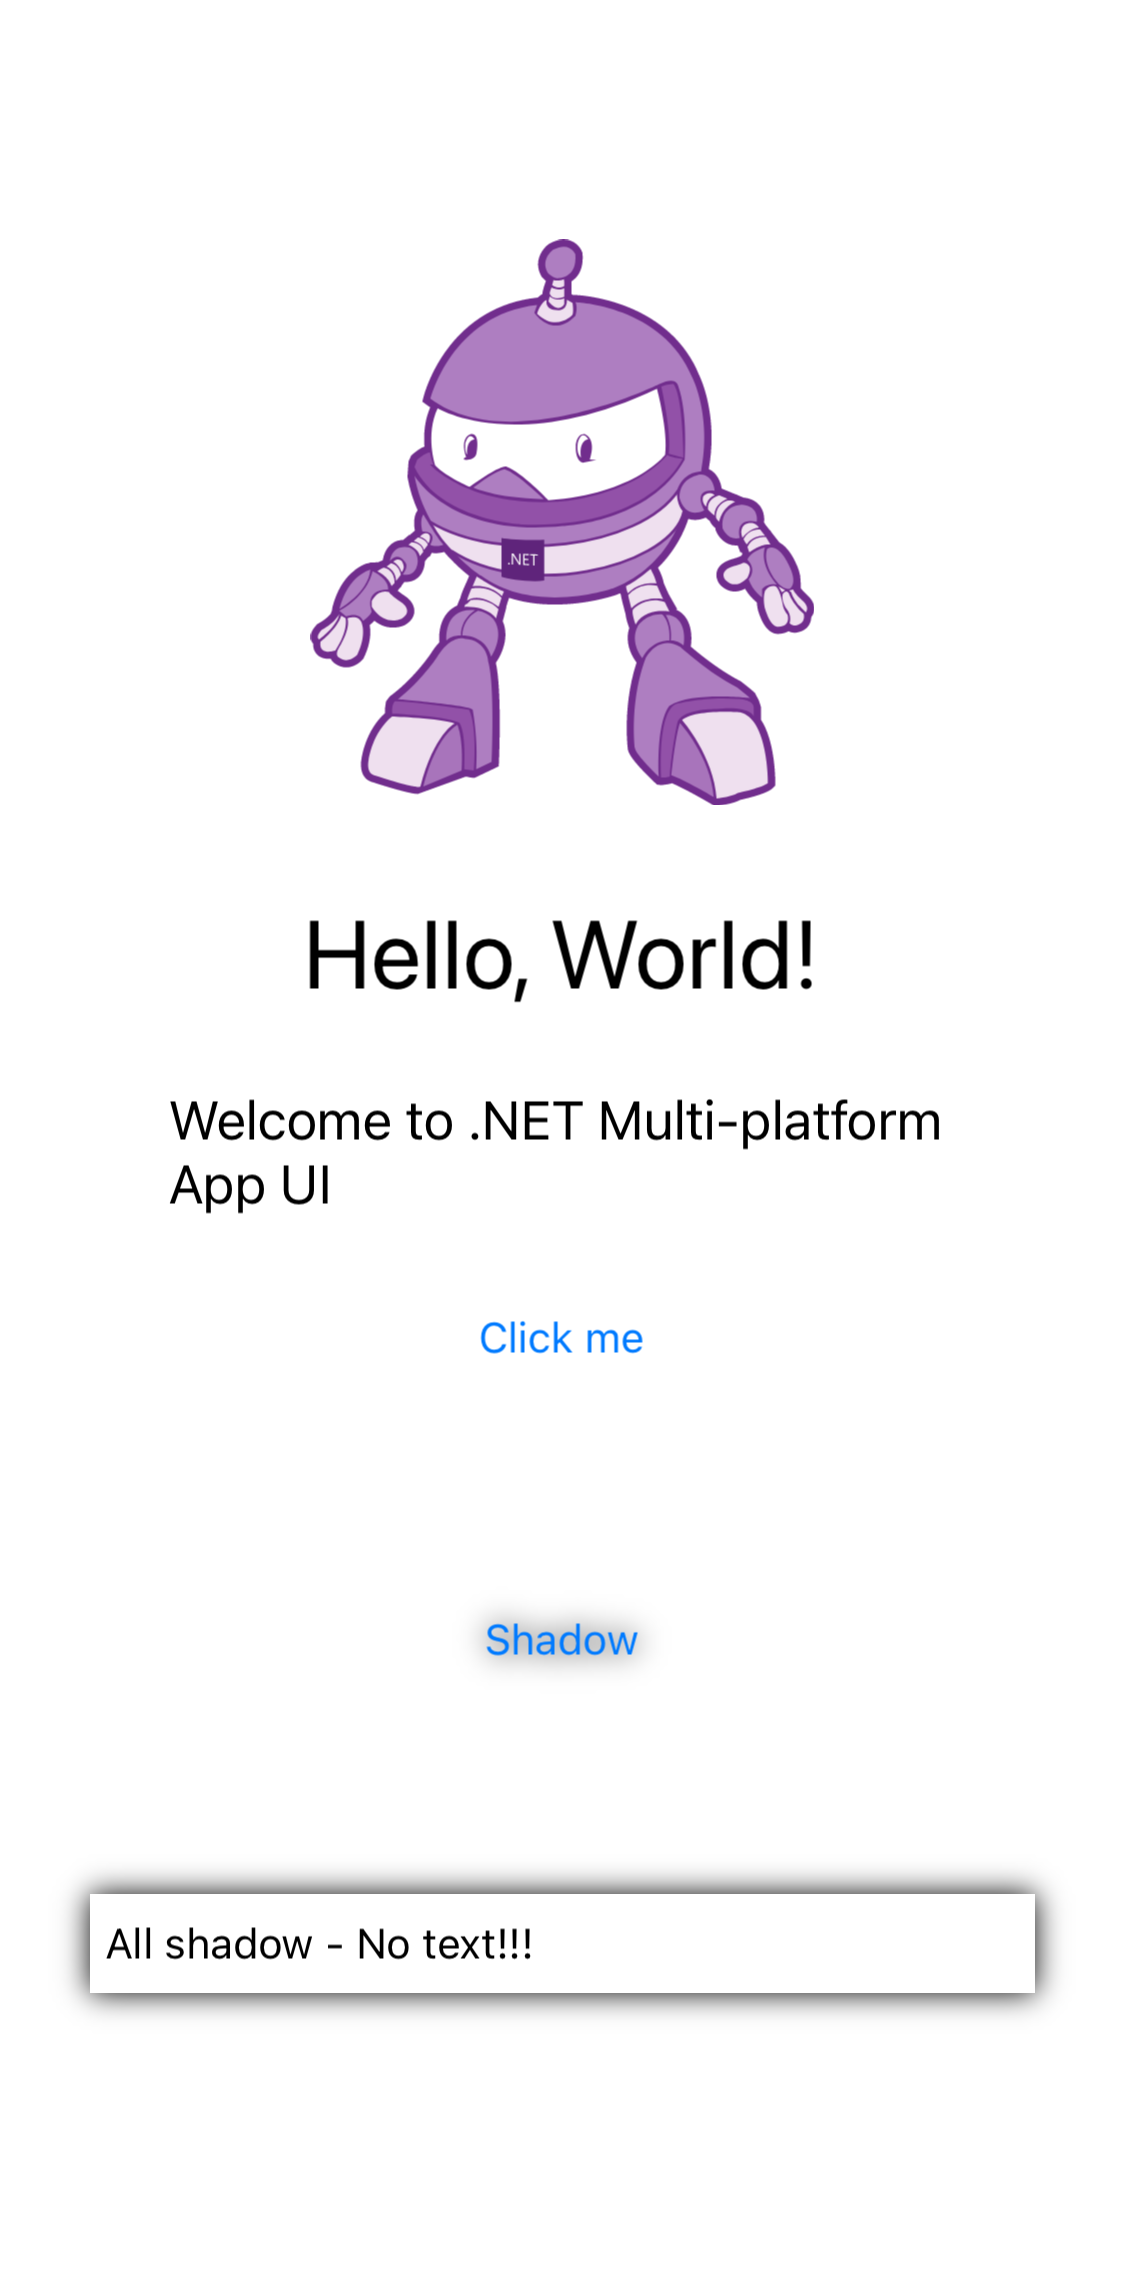 .NET
Hello, World!
Welcome to .NET Multi-platform
App UI
Click me
Shadow
All shadow - No text!!!